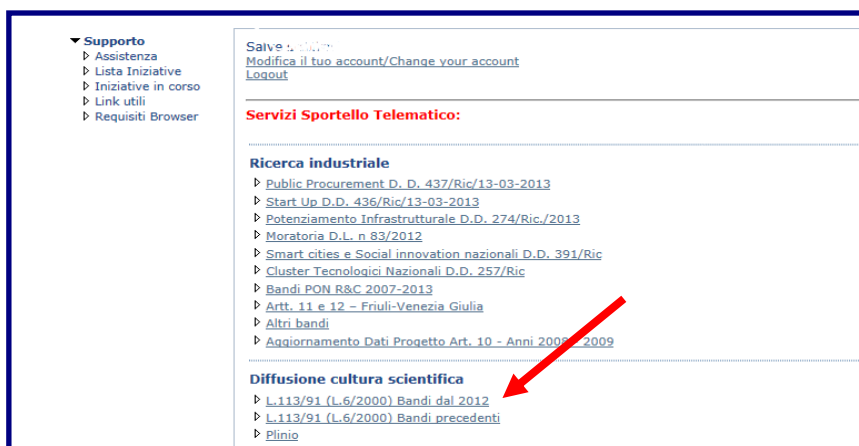 Supporto
Assistenza
Lista Iniziative
Iniziative in corso
Link utili
Requisiti Browser
Salve
Modifica il tuo account/Change your account
Logout
Servizi Sportello Telematico:
Ricerca industriale
Public Procurement D. D. 437/Ric/13-03-2013
Start Up D.D. 436/Ric/13-03-2013
Potenziamento Infrastrutturale D.D. 274/Ric./2013
Moratoria D.L. n 83/2012
Smart cities e Social innovation nazionali D.D. 391/Ric
Cluster Tecnologici Nazionali D.D. 257/Ric
Bandi PON R&C 2007-2013
Artt. 11 e 12 – Friuli-Venezia Giulia
Altri bandi
Aggiornamento Dati Progetto Art. 10 - Anni 2008 - 2009
Diffusione cultura scientifica
L.113/91 (L.6/2000) Bandi dal 2012
L.113/91 (L.6/2000) Bandi precedenti
Plinio